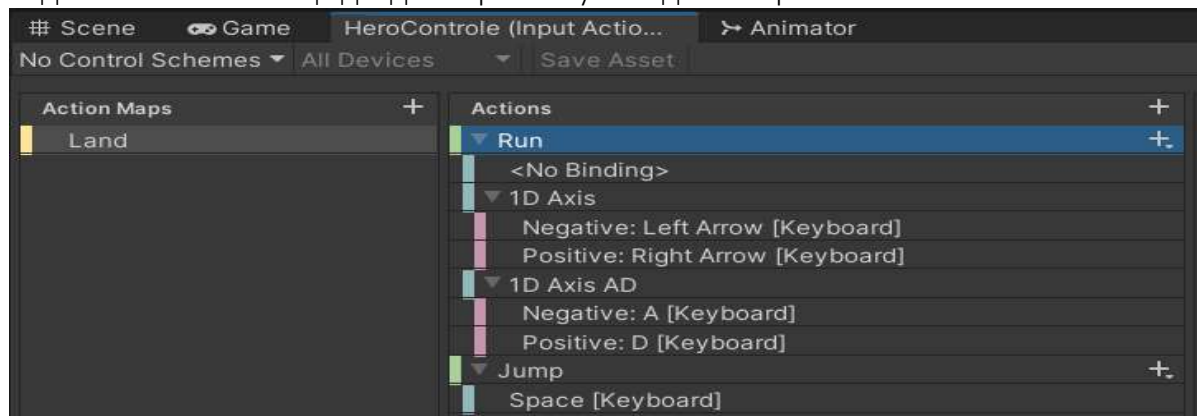 # Scene Game HeroControle (Input Actio... Animator
No Control Schemes All Devices Save Asset
Action Maps + Actions +
Land Run +
<No Binding>
1D Axis
Negative: Left Arrow [Keyboard]
Positive: Right Arrow [Keyboard]
1D Axis AD
Negative: A [Keyboard]
Positive: D [Keyboard]
Jump +
Space [Keyboard]